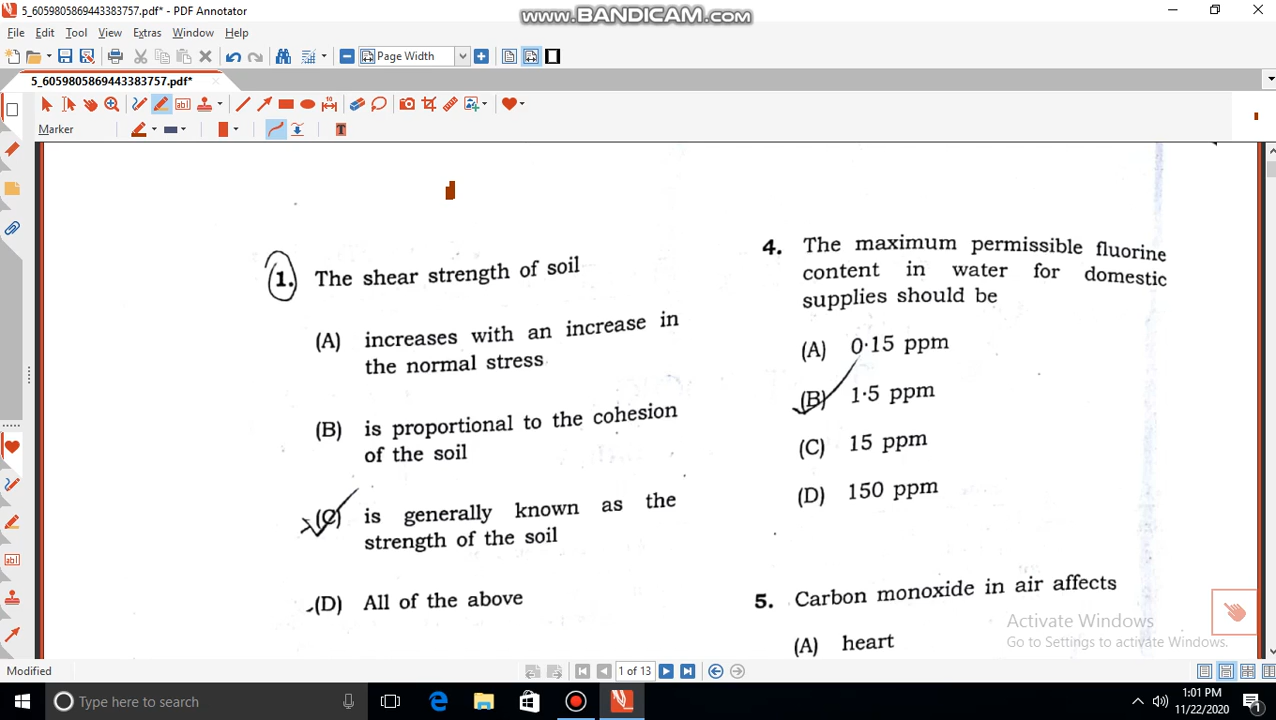 5_6059805869443383757.pdf* - PDF Annotator
www.BANDICAM.com
File Edit Tool View Extras Window Help
Page Width
5_6059805869443383757.pdf*
Marker
1. The shear strength of soil
(A) increases with an increase in
the normal stress
(B) is proportional to the cohesion
of the soil
(C) is generally known as the
strength of the soil
(D) All of the above
4. The maximum permissible fluorine
content in water for domestic
supplies should be
(A) 0·15 ppm
(B) 1·5 ppm
(C) 15 ppm
(D) 150 ppm
5. Carbon monoxide in air affects
(A) heart
Activate Windows
Go to Settings to activate Windows.
Modified
1 of 13
Type here to search
1:01 PM
11/22/2020
1